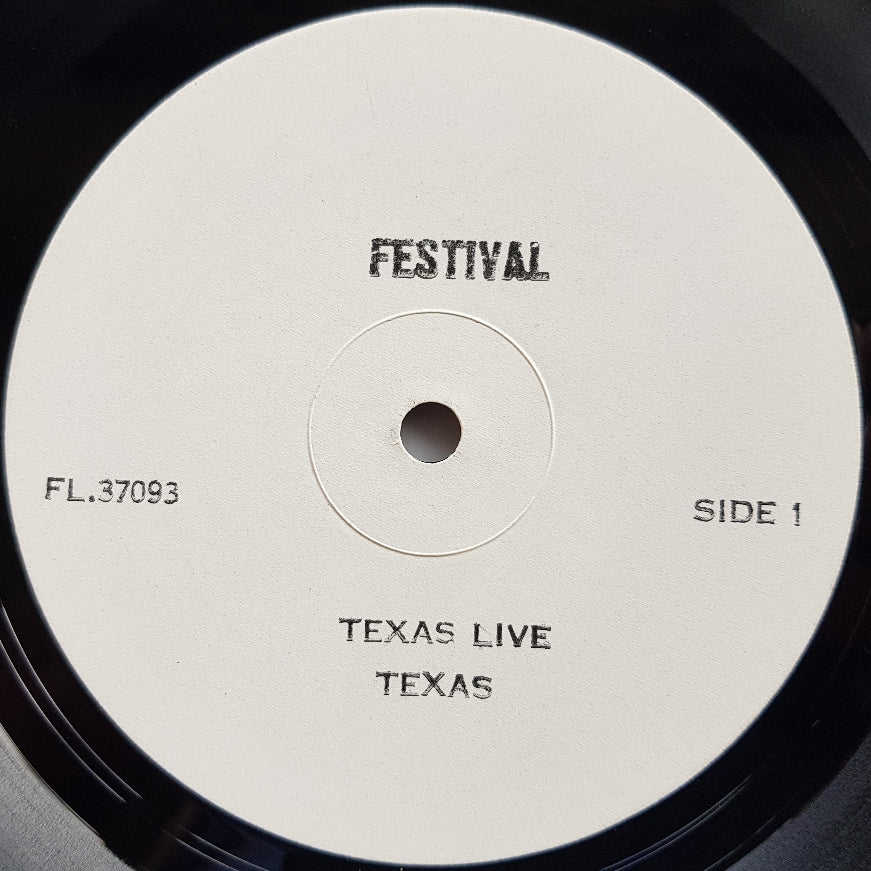 FESTIVAL
FL.37093
SIDE 1
TEXAS LIVE
TEXAS